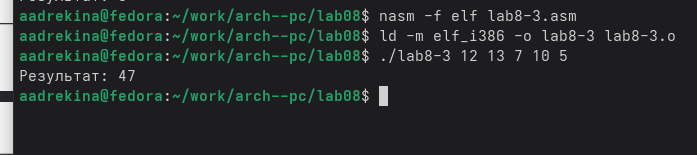 aadrekina@fedora:~/work/arch--pc/lab08$ nasm -f elf lab8-3.asm
aadrekina@fedora:~/work/arch--pc/lab08$ ld -m elf_i386 -o lab8-3 lab8-3.o
aadrekina@fedora:~/work/arch--pc/lab08$ ./lab8-3 12 13 7 10 5
Результат: 47
aadrekina@fedora:~/work/arch--pc/lab08$